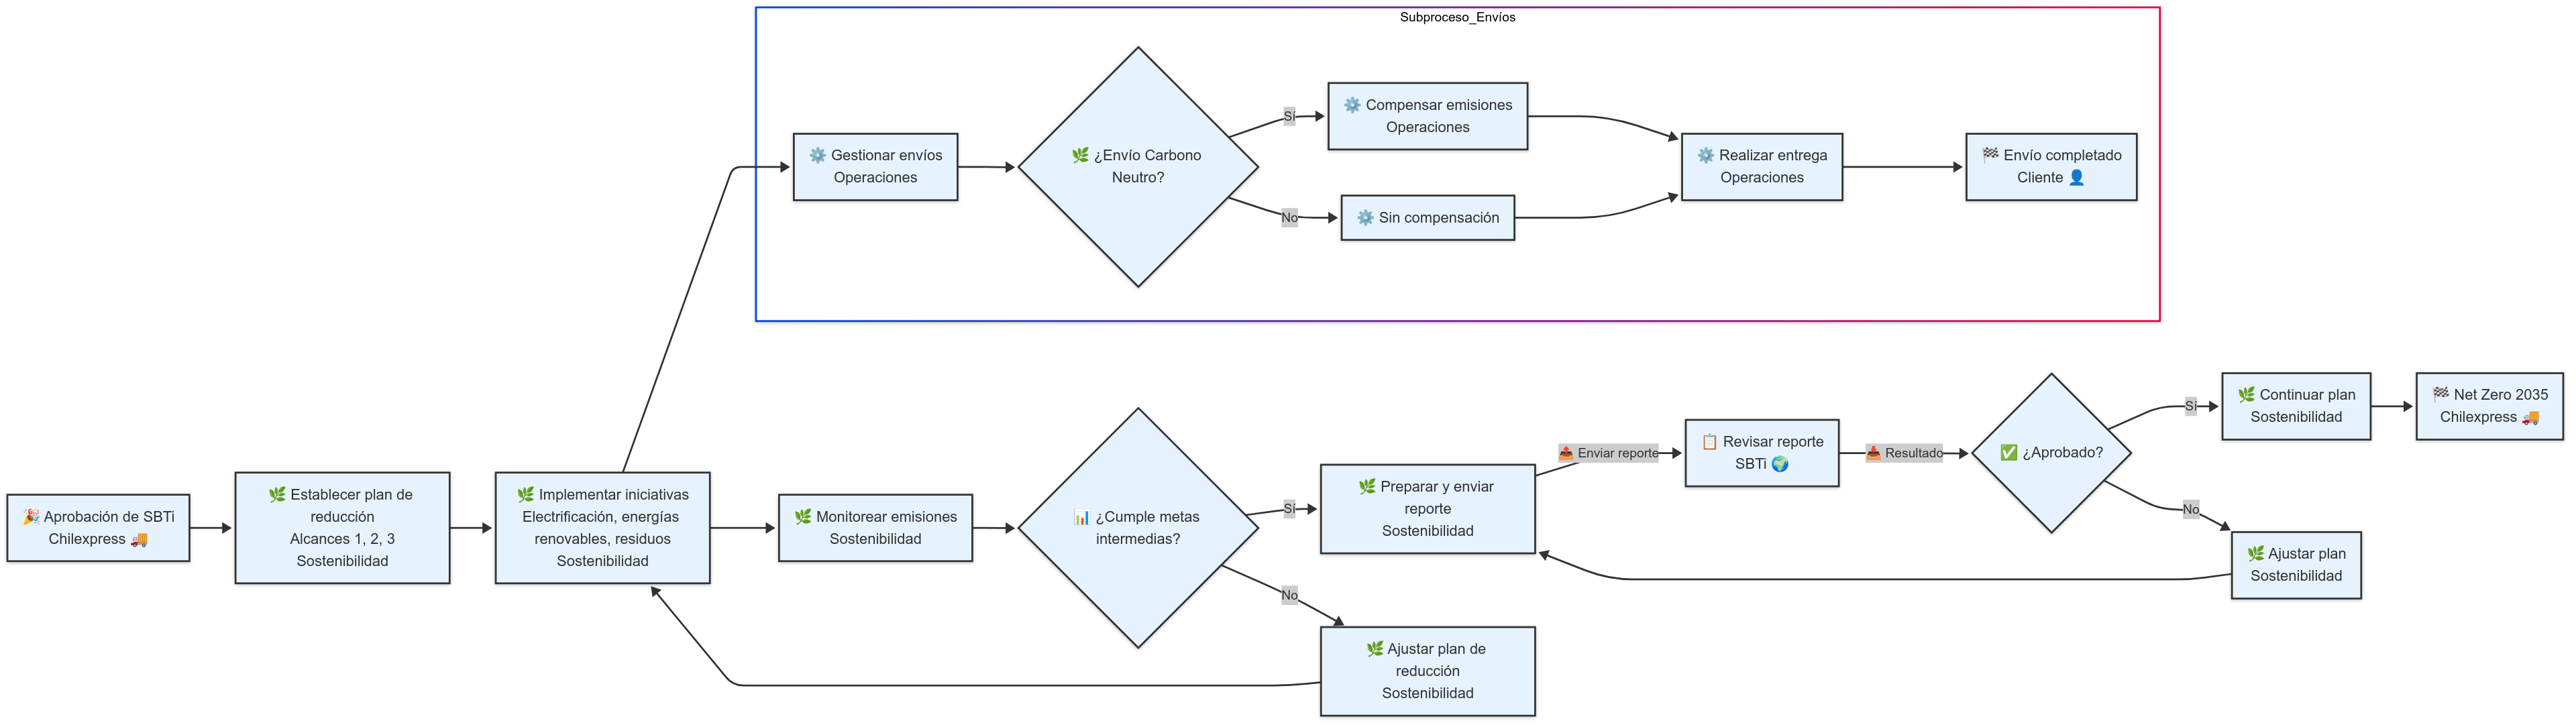 Subproceso_Envíos
⚙️ Gestionar envíos
Operaciones
🌿 ¿Envío Carbono
Neutro?
Sí
No
⚙️ Compensar emisiones
Operaciones
⚙️ Sin compensación
⚙️ Realizar entrega
Operaciones
🏁 Envío completado
Cliente 👤
🎉 Aprobación de SBTi
Chilexpress 🚚
🌿 Establecer plan de
reducción
Alcances 1, 2, 3
Sostenibilidad
🌿 Implementar iniciativas
Electrificación, energías
renovables, residuos
Sostenibilidad
🌿 Monitorear emisiones
Sostenibilidad
📊 ¿Cumple metas
intermedias?
Sí
No
🌿 Preparar y enviar
reporte
Sostenibilidad
🌿 Ajustar plan de
reducción
Sostenibilidad
📤 Enviar reporte
📋 Revisar reporte
SBTi 🌍
📥 Resultado
✅ ¿Aprobado?
Sí
No
🌿 Continuar plan
Sostenibilidad
🏁 Net Zero 2035
Chilexpress 🚚
🌿 Ajustar plan
Sostenibilidad